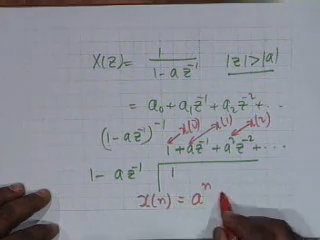 X(z) = 1 / (1 - az⁻¹)   |z| > |a|
= a₀ + a₁z⁻¹ + a₂z⁻² + ...
(1 - az⁻¹)⁻¹   x(0)   x(1)   x(2)
1 + az⁻¹ + a²z⁻² + ...
1 - az⁻¹   1
x(n) = aⁿ